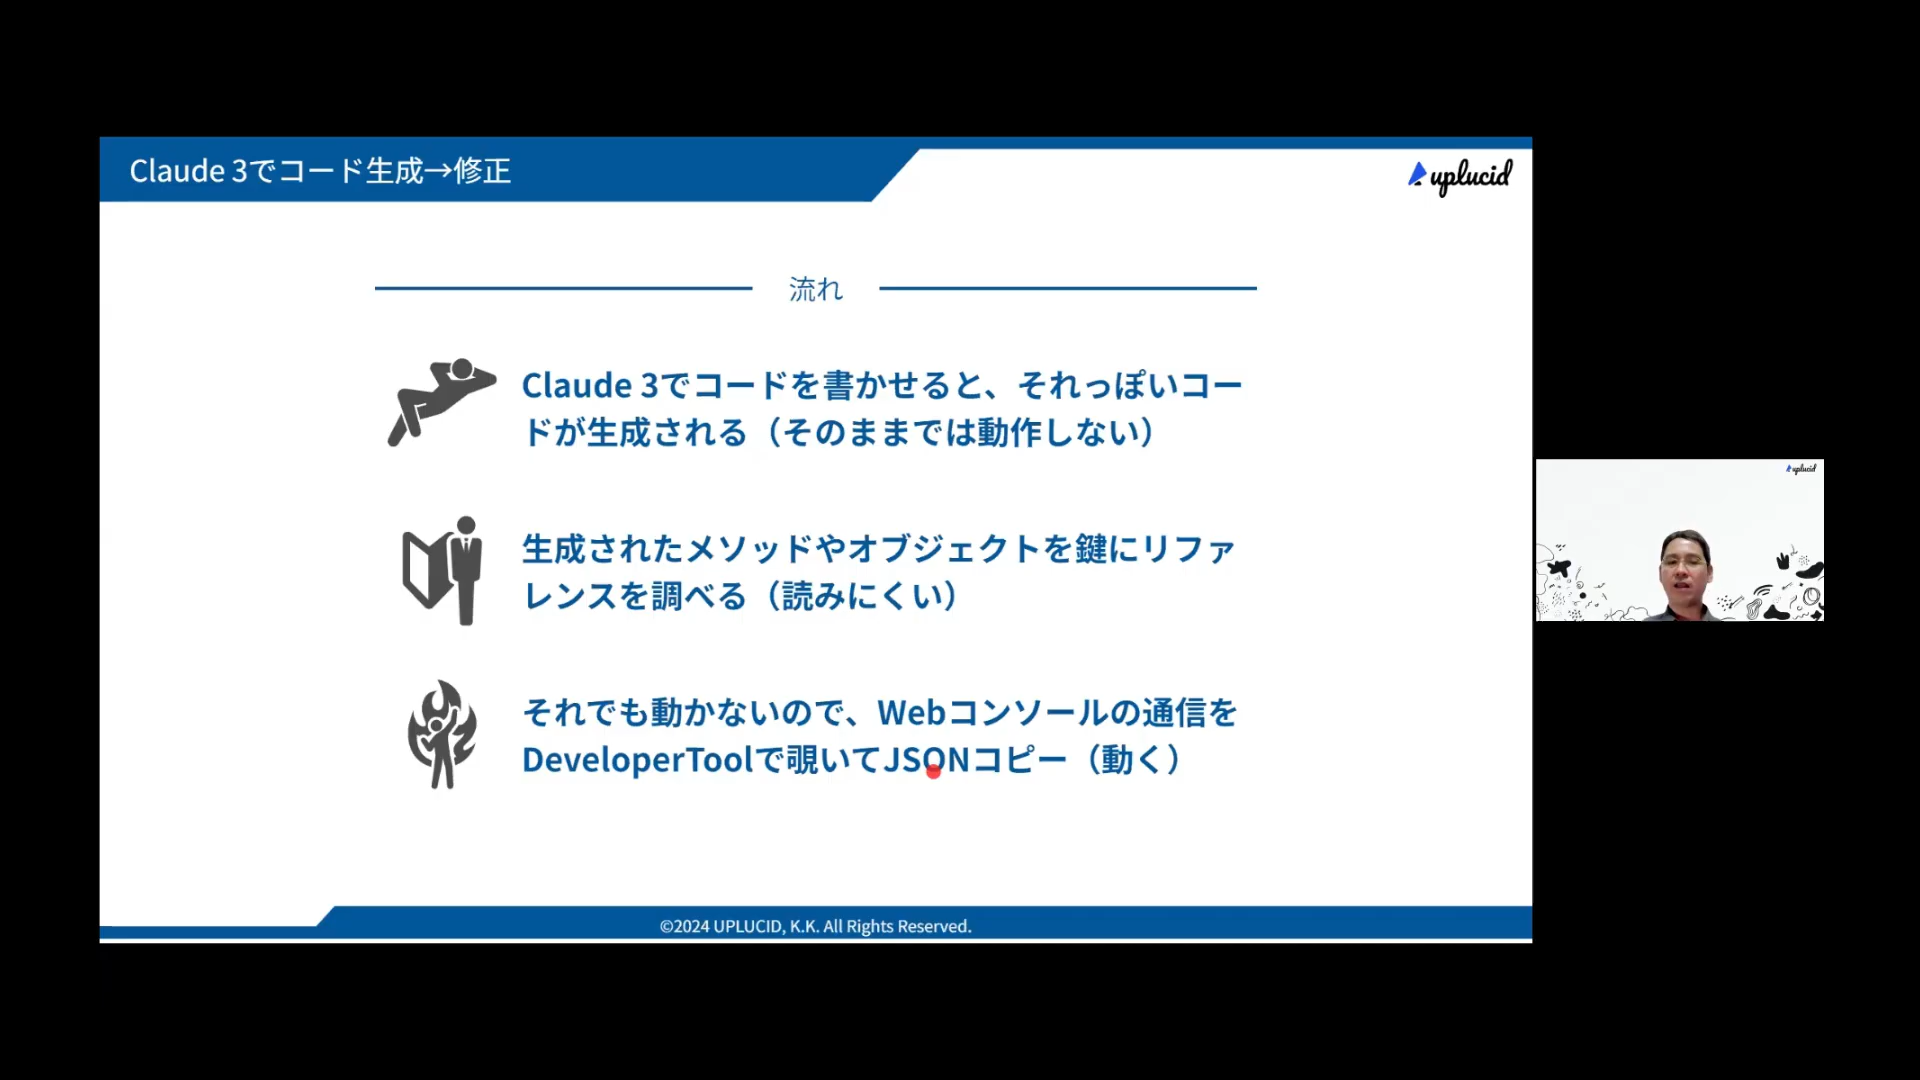 Claude 3でコード生成→修正
uplucid
流れ
Claude 3でコードを書かせると、それっぽいコー
ドが生成される（そのままでは動作しない）
生成されたメソッドやオブジェクトを鍵にリファ
レンスを調べる（読みにくい）
それでも動かないので、Webコンソールの通信を
DeveloperToolで覗いてJSONコピー（動く）
©2024 UPLUCID, K.K. All Rights Reserved.
uplucid